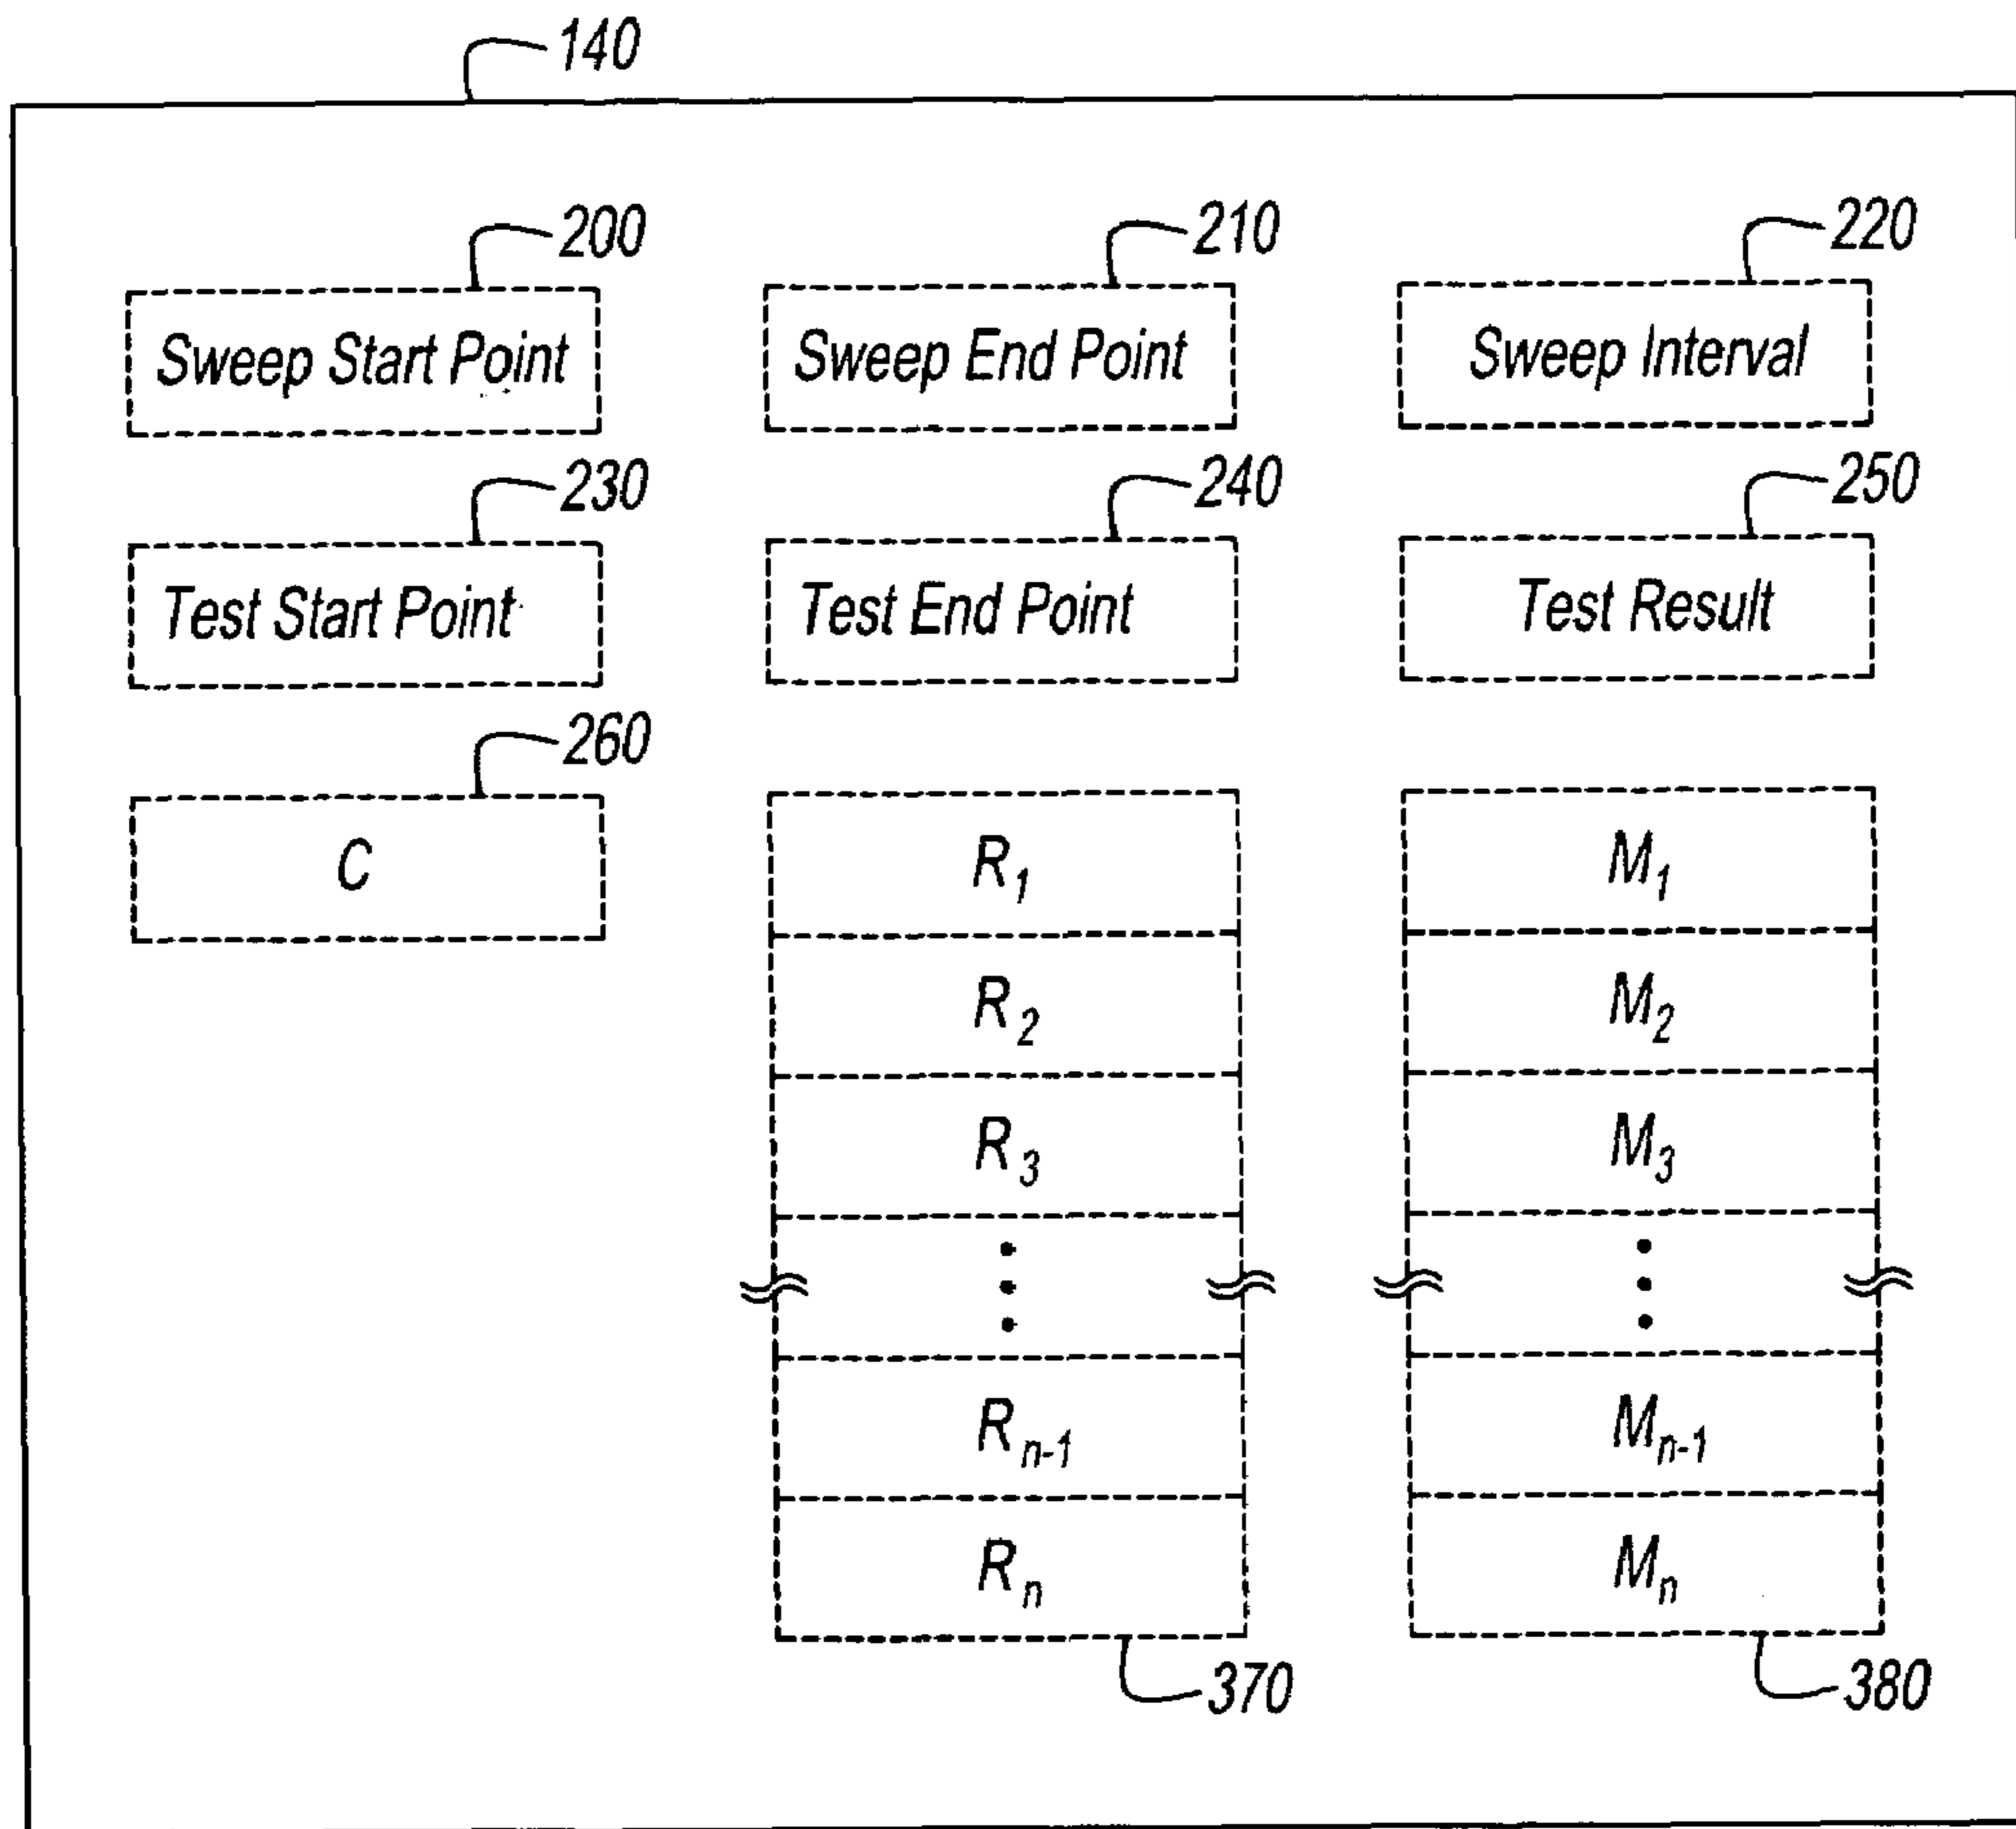 140
200 210 220
Sweep Start Point Sweep End Point Sweep Interval
230 240 250
Test Start Point Test End Point Test Result
260
C R₁ M₁
R₂ M₂
R₃ M₃
Rₙ₋₁ Mₙ₋₁
Rₙ Mₙ
370 380